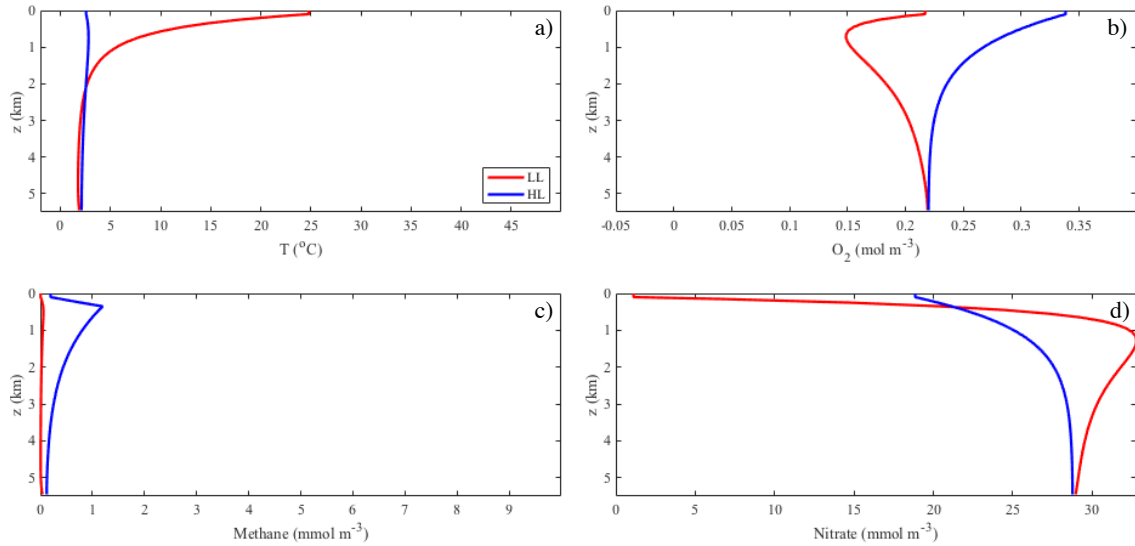 a)
0
1
2
3
4
5
z (km)
LL
HL
0 5 10 15 20 25 30 35 40 45
T (°C)
b)
0
1
2
3
4
5
z (km)
-0.05 0 0.05 0.1 0.15 0.2 0.25 0.3 0.35
O2 (mol m-3)
c)
0
1
2
3
4
5
z (km)
0 1 2 3 4 5 6 7 8 9
Methane (mmol m-3)
d)
0
1
2
3
4
5
z (km)
0 5 10 15 20 25 30
Nitrate (mmol m-3)